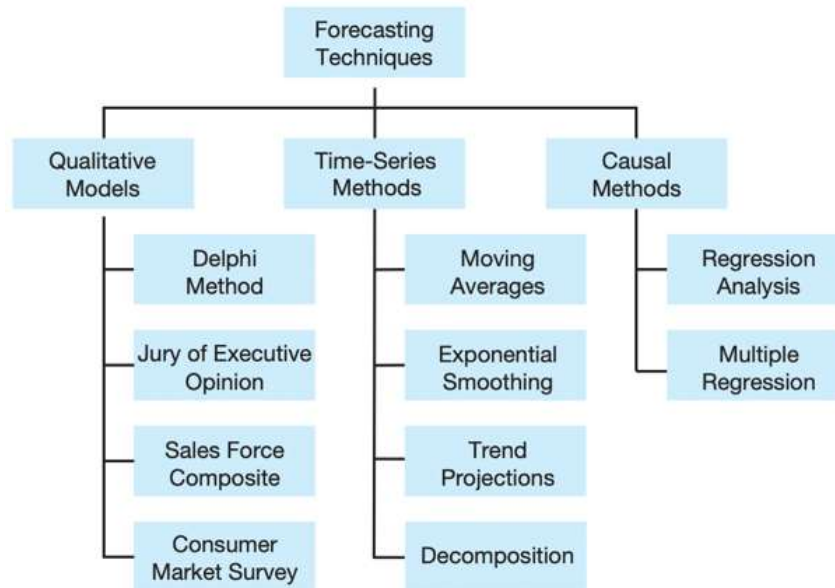 Forecasting
Techniques
Qualitative
Models
Time-Series
Methods
Causal
Methods
Delphi
Method
Jury of Executive
Opinion
Sales Force
Composite
Consumer
Market Survey
Moving
Averages
Exponential
Smoothing
Trend
Projections
Decomposition
Regression
Analysis
Multiple
Regression